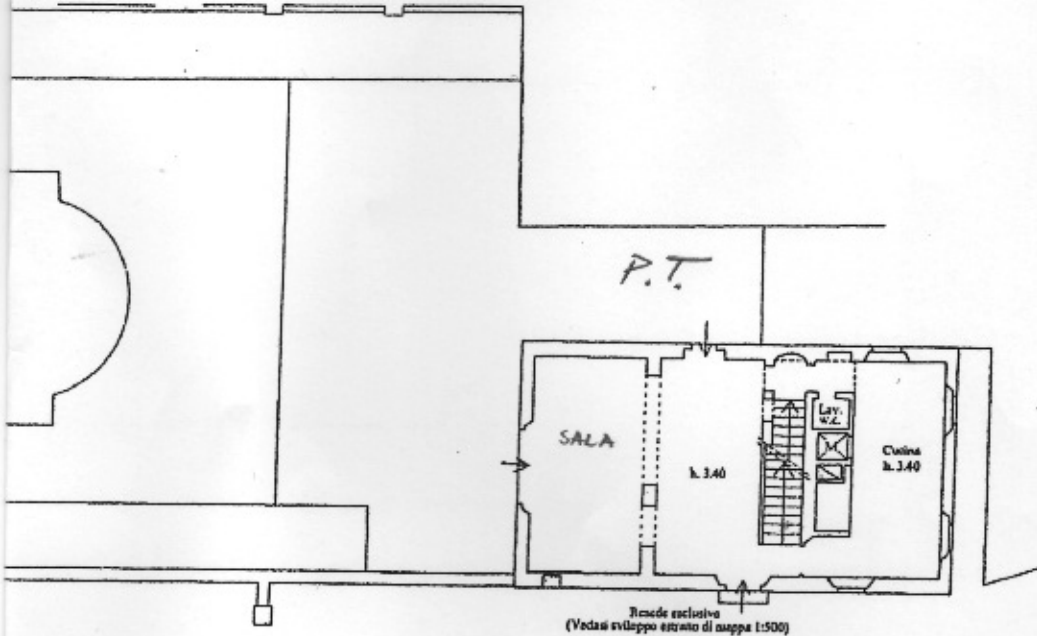 P.T.
SALA
h. 3.40
Lav.
W.C.
Cucina
h. 3.40
Resede esclusivo
(Vedasi sviluppo estratto di mappa 1:500)